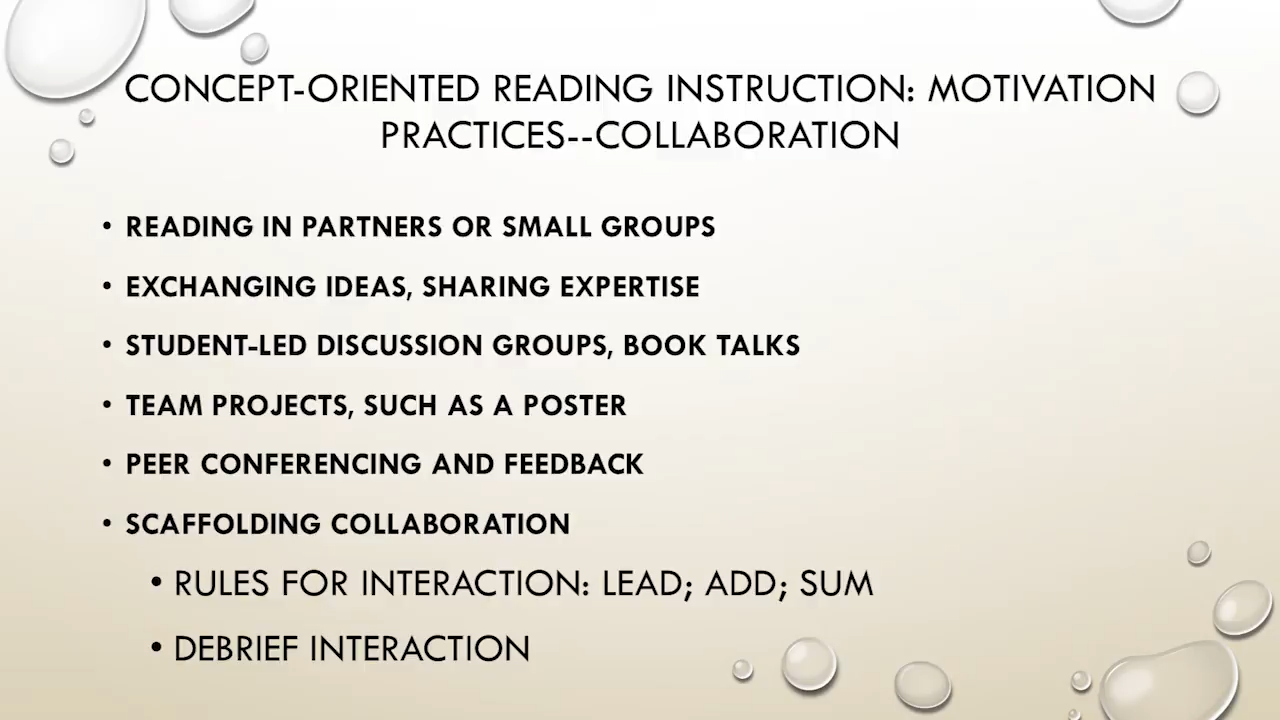 CONCEPT-ORIENTED READING INSTRUCTION: MOTIVATION
PRACTICES--COLLABORATION
• READING IN PARTNERS OR SMALL GROUPS
• EXCHANGING IDEAS, SHARING EXPERTISE
• STUDENT-LED DISCUSSION GROUPS, BOOK TALKS
• TEAM PROJECTS, SUCH AS A POSTER
• PEER CONFERENCING AND FEEDBACK
• SCAFFOLDING COLLABORATION
• RULES FOR INTERACTION: LEAD; ADD; SUM
• DEBRIEF INTERACTION